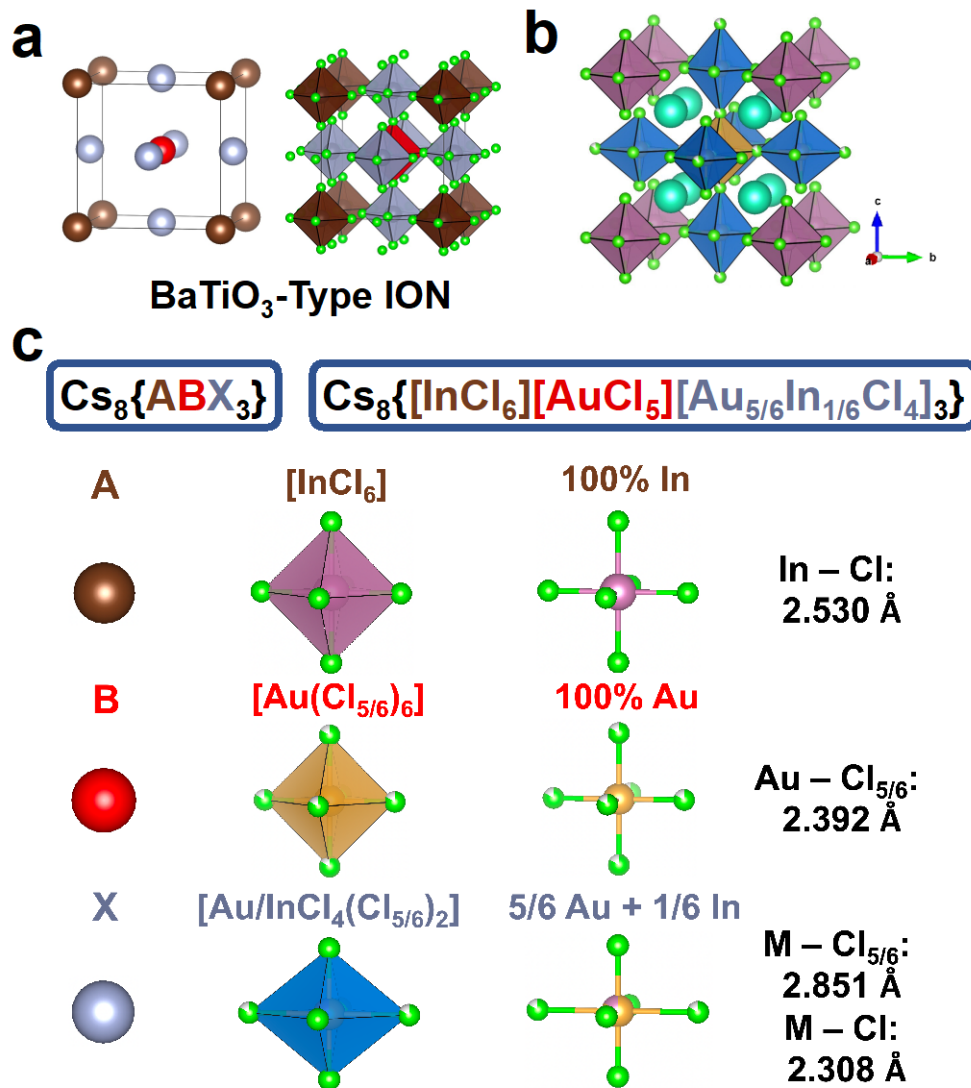 a
b
c
b
a
BaTiO₃-Type ION
c
Cs₈{ABX₃}
Cs₈{[InCl₆][AuCl₅][Au₅/₆In₁/₆Cl₄]₃}
A
[InCl₆]
100% In
In – Cl:
2.530 Å
B
[Au(Cl₅/₆)₆]
100% Au
Au – Cl₅/₆:
2.392 Å
X
[Au/InCl₄(Cl₅/₆)₂]
5/6 Au + 1/6 In
M – Cl₅/₆:
2.851 Å
M – Cl:
2.308 Å